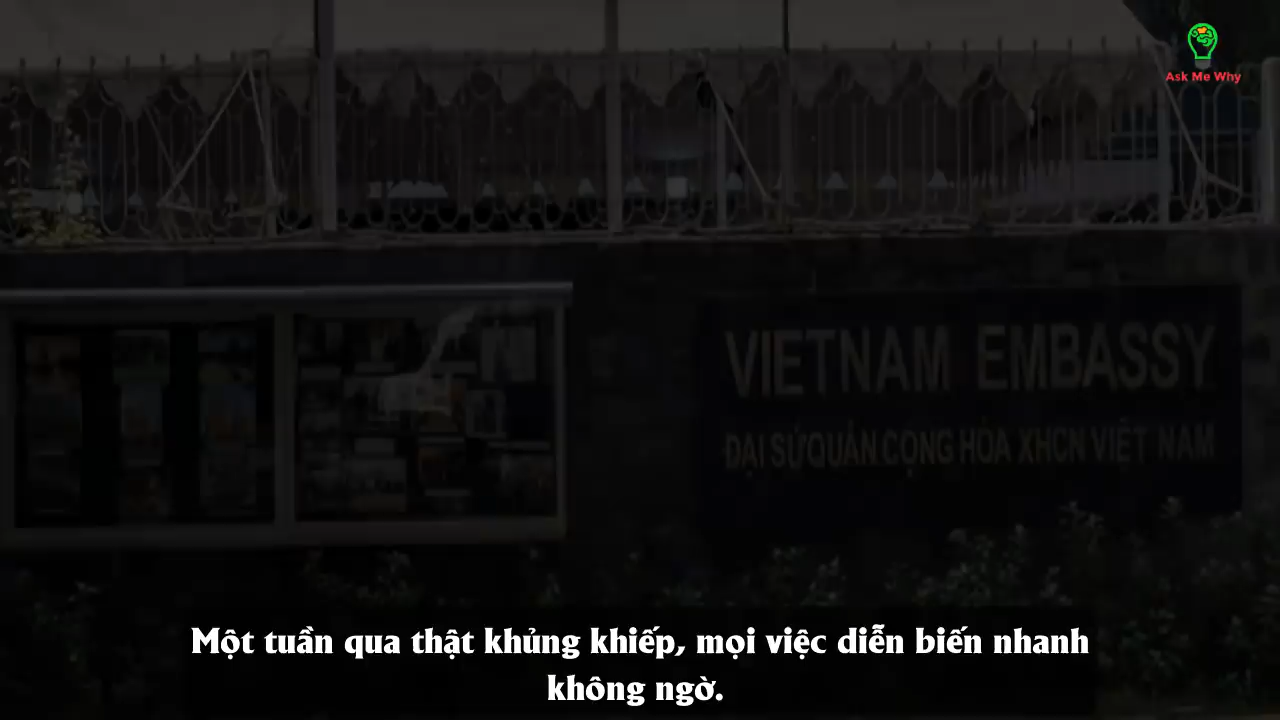 Ask Me Why
VIETNAM EMBASSY
ĐẠI SỨ QUÁN CỘNG HÒA XHCN VIỆT NAM
Một tuần qua thật khủng khiếp, mọi việc diễn biến nhanh
không ngờ.